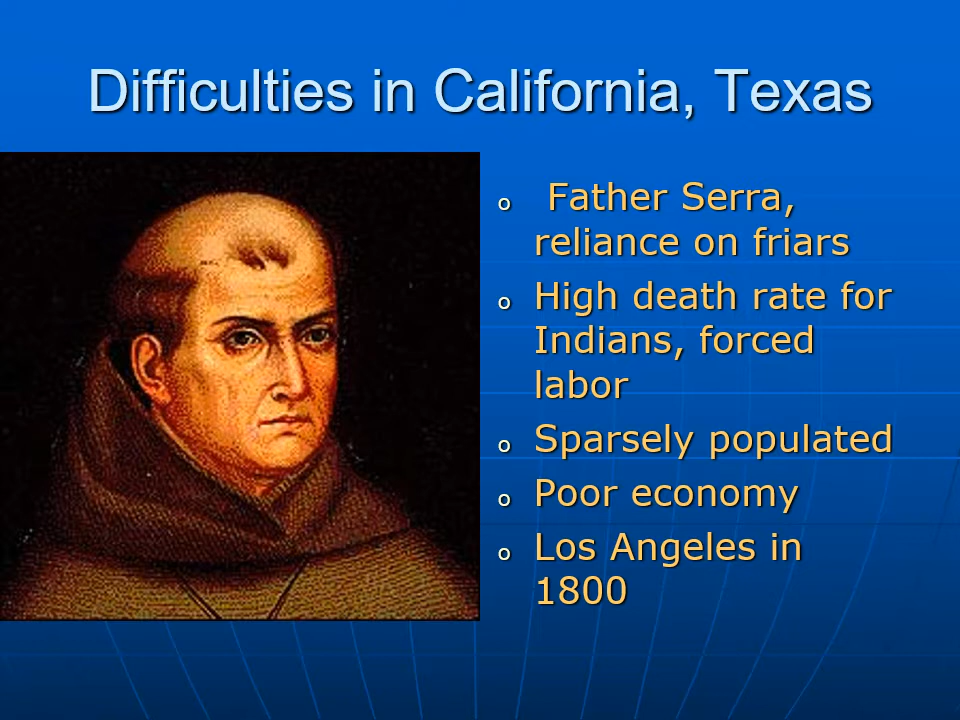 Difficulties in California, Texas
o Father Serra,
reliance on friars
o High death rate for
Indians, forced
labor
o Sparsely populated
o Poor economy
o Los Angeles in
1800